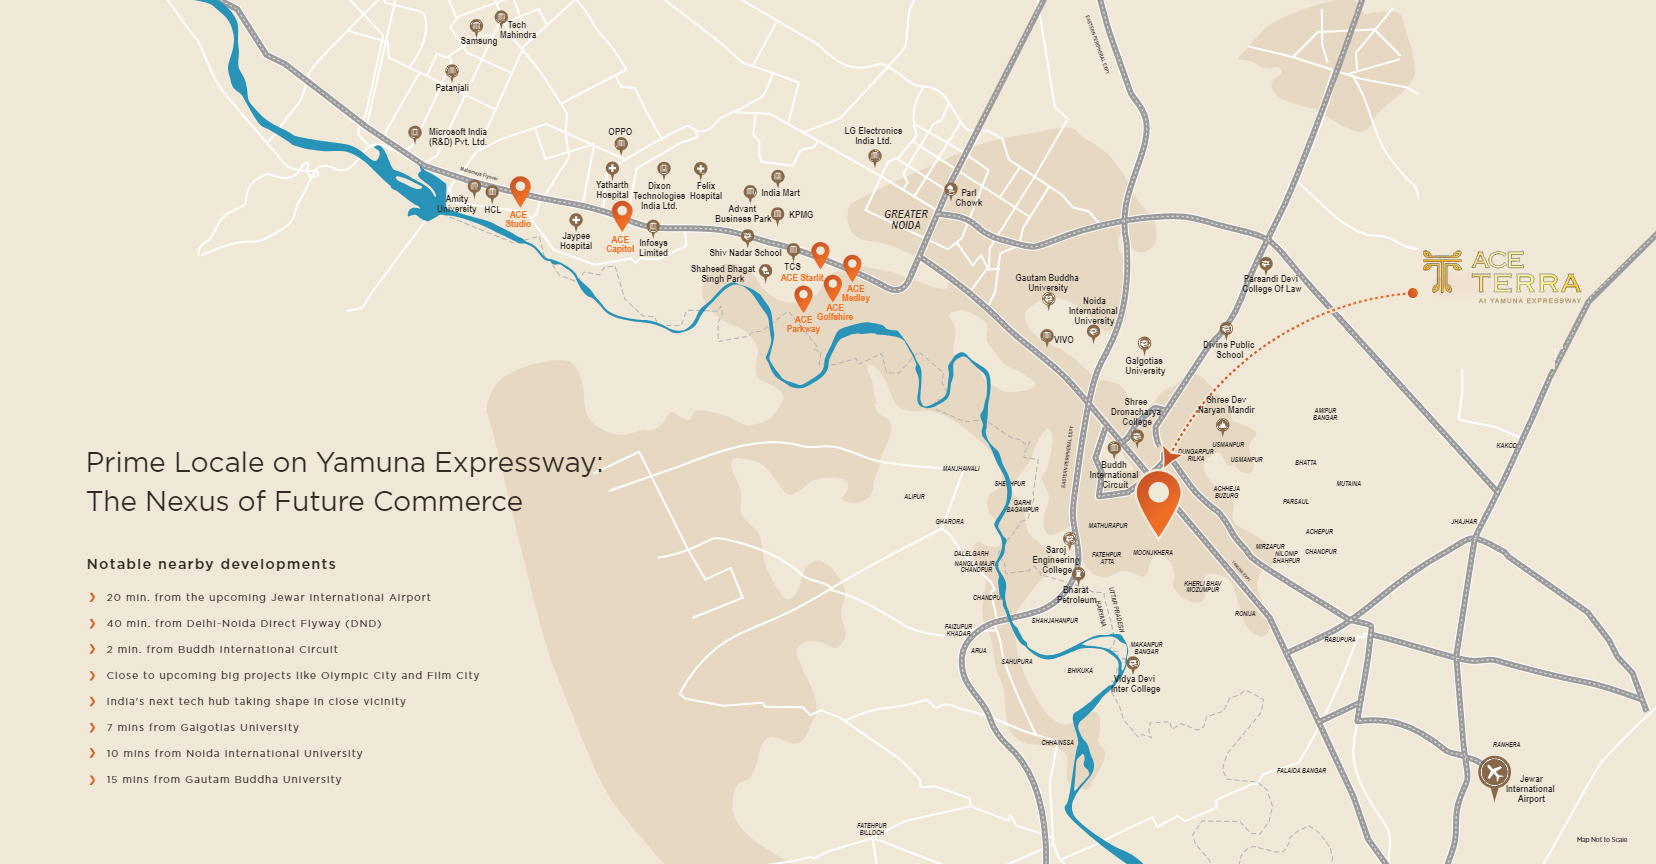 Tech
Mahindra
Samsung
Patanjali
Microsoft India
(R&D) Pvt. Ltd.
Mahamaya Flyover
Amity
University
HCL
ACE
Studio
OPPO
Yatharth
Hospital
Dixon
Technologies
India Ltd.
Felix
Hospital
ACE
Capitol
Jaypee
Hospital
Infosys
Limited
India Mart
Advant
Business Park
KPMG
Shiv Nadar School
TCS
Shaheed Bhagat
Singh Park
ACE Starlit
ACE
Medley
ACE
Golfshire
ACE
Parkway
LG Electronics
India Ltd.
Pari
Chowk
GREATER
NOIDA
EASTERN PERIPHERAL EXPY
Gautam Buddha
University
Noida
International
University
VIVO
Galgotias
University
Parsandi Devi
College Of Law
Divine Public
School
ACE
TERRA
At YAMUNA EXPRESSWAY
Shree
Dronacharya
College
Shree Dev
Naryan Mandir
AMIPUR
BANGAR
USMANPUR
DUNGARPUR
RILKA
USMANPUR
BHATTA
KAKOD
MUTAINA
EASTERN PERIPHERAL EXPY
Buddh
International
Circuit
ACHHEJA
BUZURG
PARSAUL
JHAJHAR
ACHEPUR
MANJHAWALI
SHEKHPUR
ALIPUR
GARHI
BAGAMPUR
GHARORA
MATHURAPUR
MIRZAPUR
NILONIP
SHAHPUR
CHANDPUR
DALELGARH
NANGLA MAJRA
CHANDPUR
Saroj
Engineering
College
FATEHPUR
ATTA
MOONJKHERA
YAMUNA EXPY
KHERLI BHAV
MOZUMPUR
Bharat
Petroleum
UTTAR PRADESH
HARYANA
CHANDPUR
RONIJA
SHAHJAHANPUR
FAIZUPUR
KHADAR
RABUPURA
ARUA
SAHUPURA
MAKANPUR
BANGAR
BHIKUKA
Vidya Devi
Inter College
CHHAINSSA
RANHERA
FALAIDA BANGAR
Jewar
International
Airport
FATEHPUR
BILLOCH
Map Not to Scale
Prime Locale on Yamuna Expressway:
The Nexus of Future Commerce
Notable nearby developments
20 min. from the upcoming Jewar International Airport
40 min. from Delhi-Noida Direct Flyway (DND)
2 min. from Buddh International Circuit
Close to upcoming big projects like Olympic City and Film City
India's next tech hub taking shape in close vicinity
7 mins from Galgotias University
10 mins from Noida International University
15 mins from Gautam Buddha University